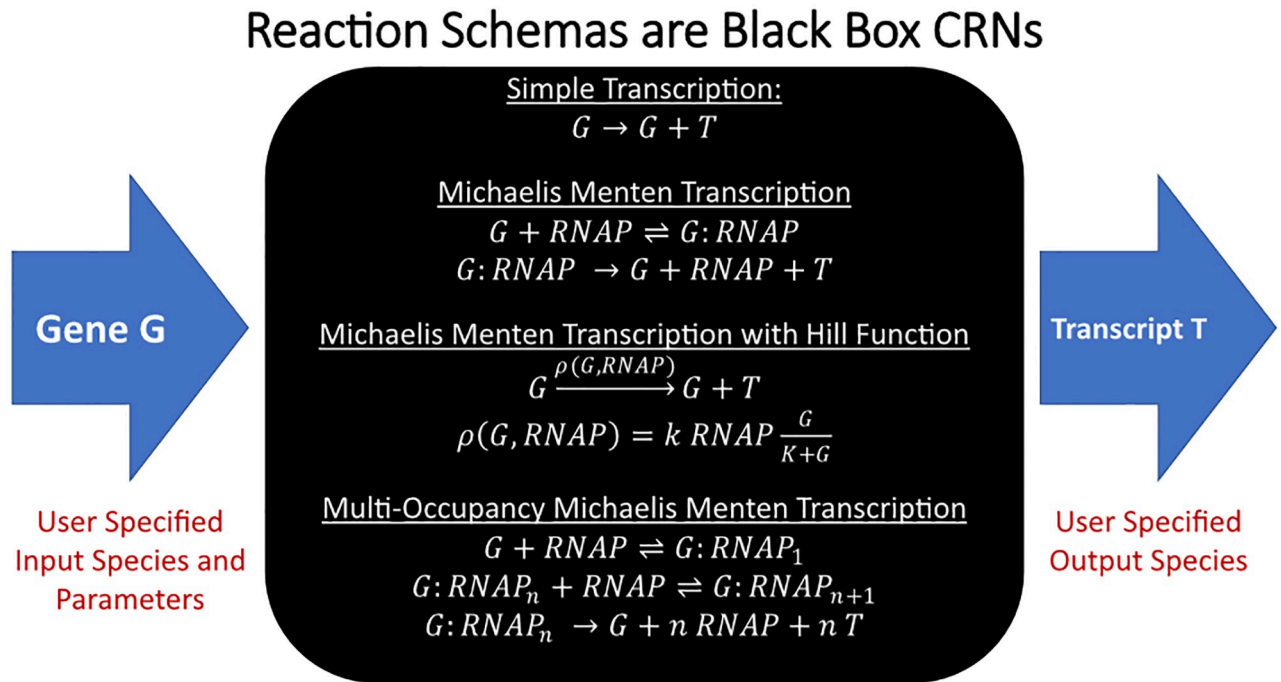 Reaction Schemas are Black Box CRNs
Gene G
User Specified
Input Species and
Parameters
Simple Transcription:
G → G + T
Michaelis Menten Transcription
G + RNAP ⇌ G: RNAP
G: RNAP → G + RNAP + T
Michaelis Menten Transcription with Hill Function
G \xrightarrow{ρ(G,RNAP)} G + T
ρ(G, RNAP) = k RNAP \frac{G}{K+G}
Multi-Occupancy Michaelis Menten Transcription
G + RNAP ⇌ G: RNAP₁
G: RNAPₙ + RNAP ⇌ G: RNAPₙ₊₁
G: RNAPₙ → G + n RNAP + n T
Transcript T
User Specified
Output Species